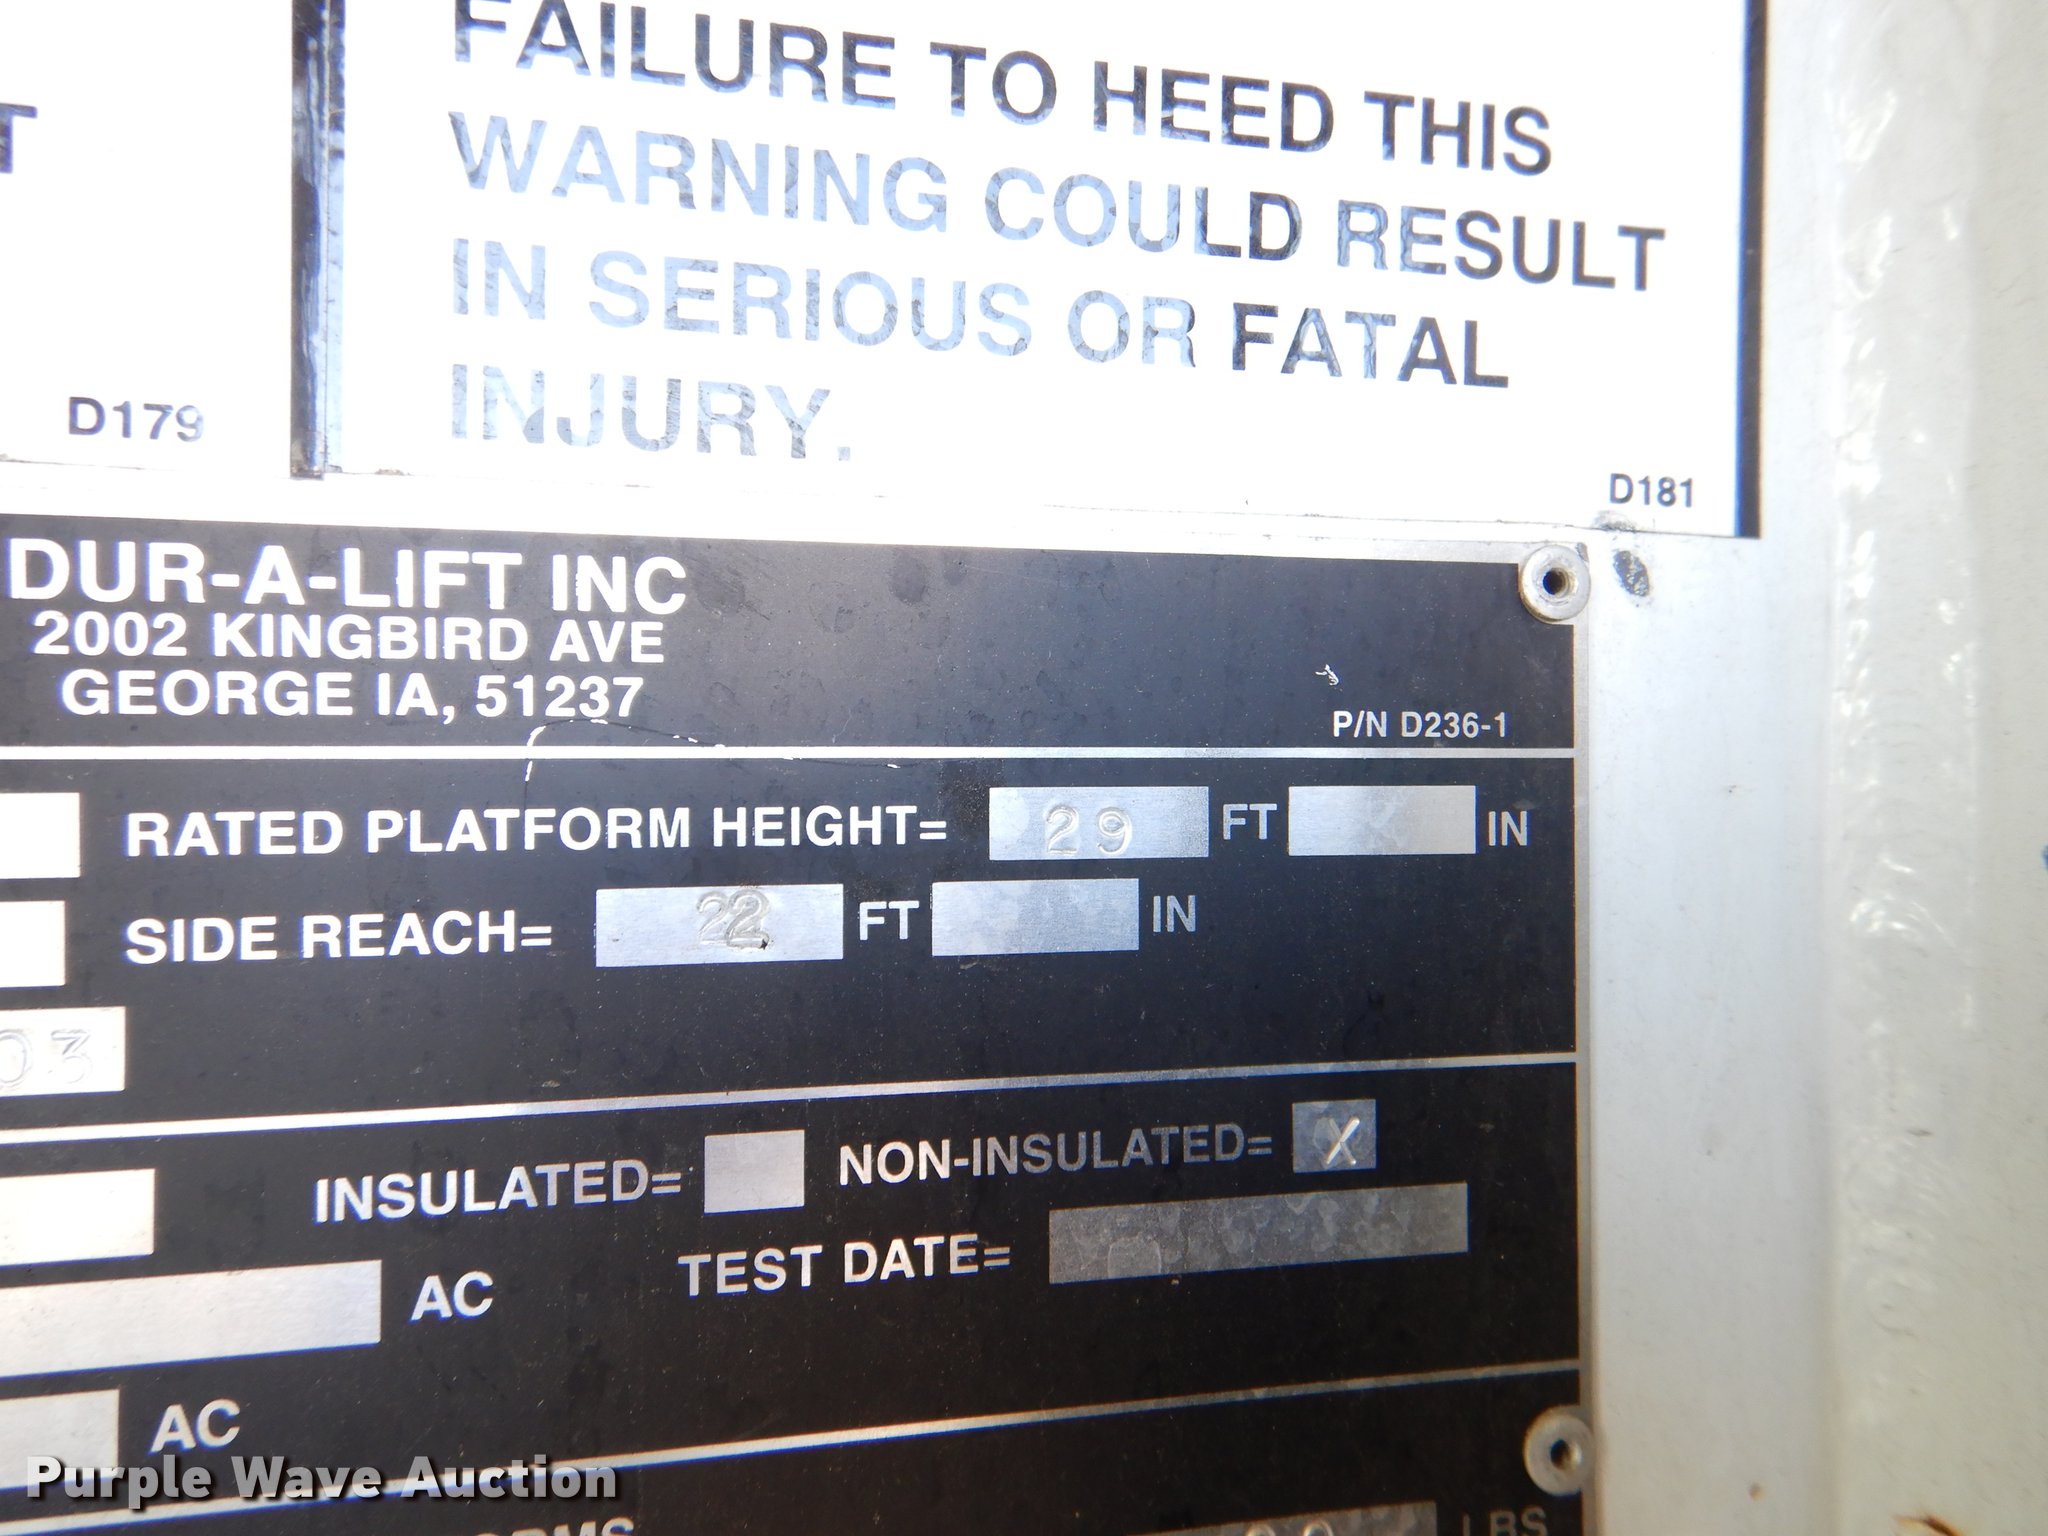 FAILURE TO HEED THIS
WARNING COULD RESULT
IN SERIOUS OR FATAL
INJURY.
T
D179
D181
DUR-A-LIFT INC
2002 KINGBIRD AVE
GEORGE IA, 51237
P/N D236-1
RATED PLATFORM HEIGHT= 29 FT IN
SIDE REACH= 22 FT IN
03
INSULATED= NON-INSULATED= X
AC TEST DATE=
AC
Purple Wave Auction
LBS